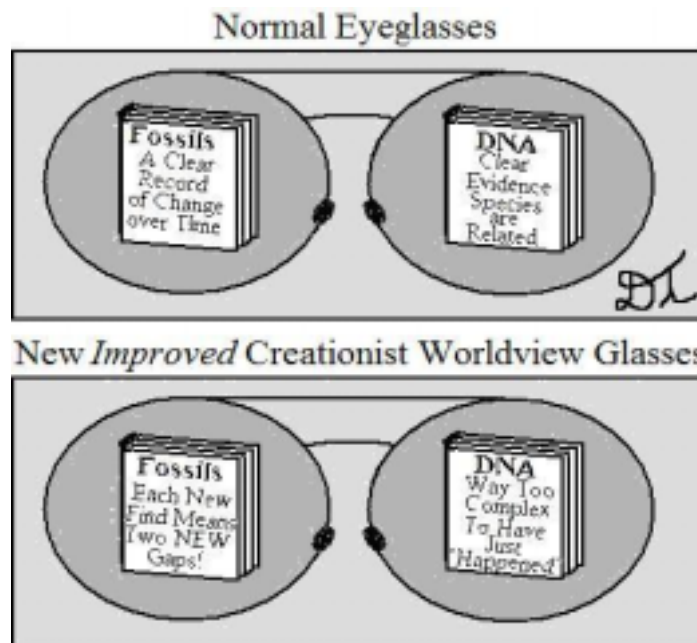 Normal Eyeglasses
Fossils
A Clear
Record
of Change
over Time
DNA
Clear
Evidence
Species
are
Related
DT
New Improved Creationist Worldview Glasses
Fossils
Each New
Find Means
Two NEW
Gaps!
DNA
Way Too
Complex
To Have
Just
"Happened"